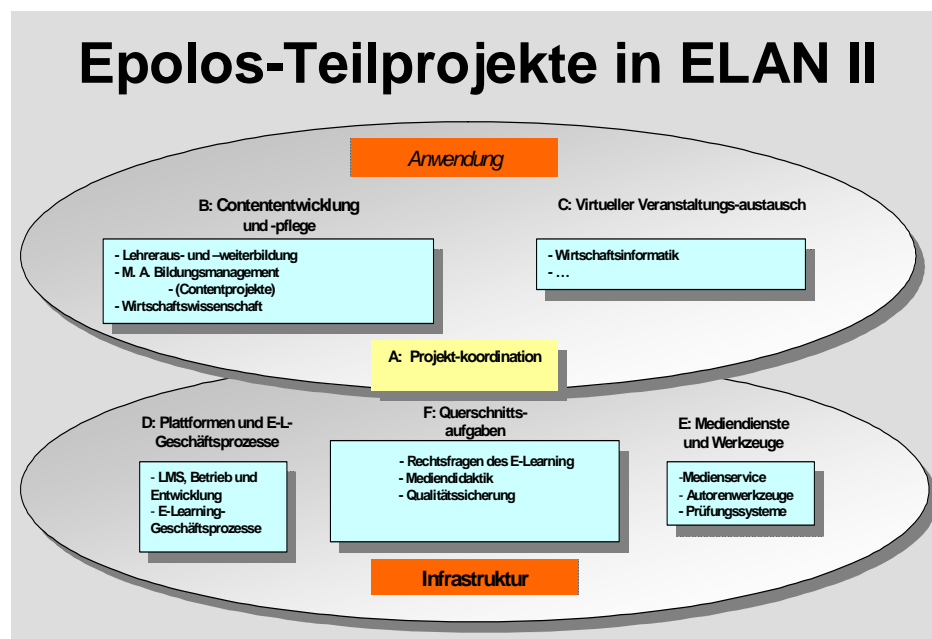 Epolos-Teilprojekte in ELAN II
Anwendung
B: Contententwicklung
und -pflege
- Lehreraus- und –weiterbildung
- M. A. Bildungsmanagement
- (Contentprojekte)
- Wirtschaftswissenschaft
C: Virtueller Veranstaltungs-austausch
- Wirtschaftsinformatik
- …
A: Projekt-koordination
D: Plattformen und E-L-
Geschäftsprozesse
- LMS, Betrieb und
Entwicklung
- E-Learning-
Geschäftsprozesse
F: Querschnitts-
aufgaben
- Rechtsfragen des E-Learning
- Mediendidaktik
- Qualitätssicherung
E: Mediendienste
und Werkzeuge
-Medienservice
- Autorenwerkzeuge
- Prüfungssysteme
Infrastruktur